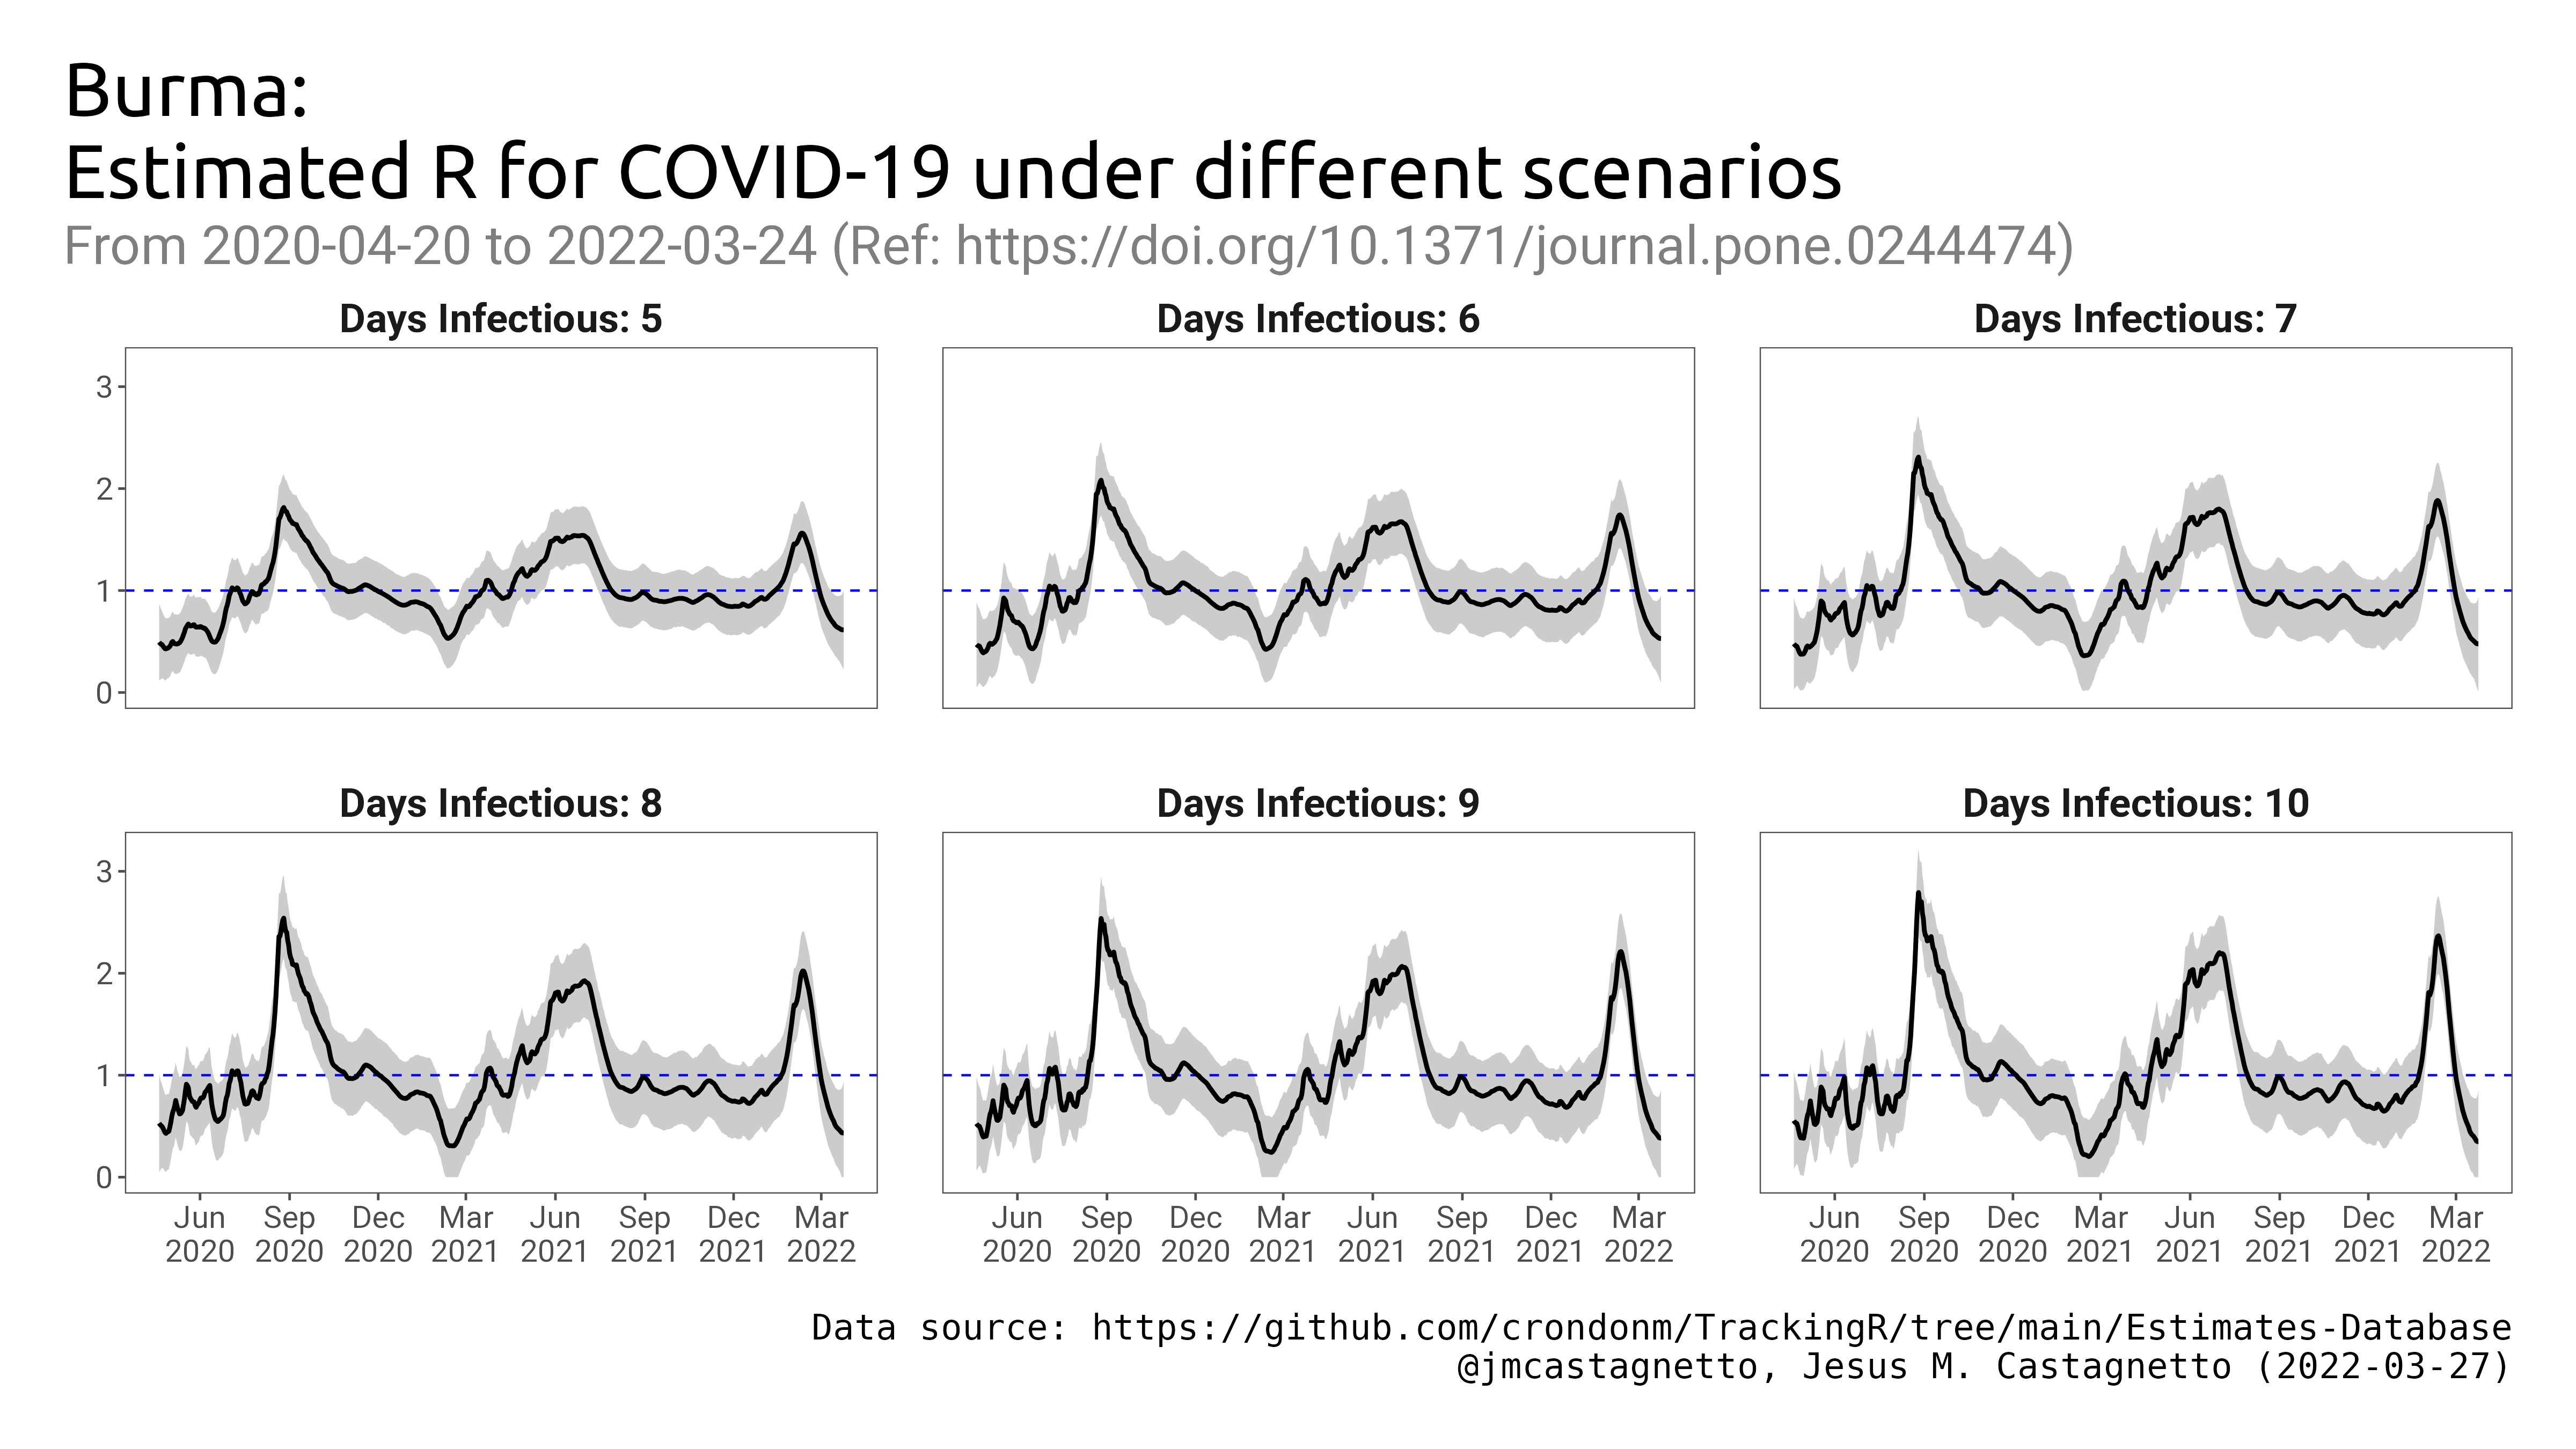 Burma:
Estimated R for COVID-19 under different scenarios
From 2020-04-20 to 2022-03-24 (Ref: https://doi.org/10.1371/journal.pone.0244474)
Days Infectious: 5
Days Infectious: 6
Days Infectious: 7
3
2
1
0
Days Infectious: 8
Days Infectious: 9
Days Infectious: 10
3
2
1
0
Jun Sep Dec Mar Jun Sep Dec Mar
2020 2020 2020 2021 2021 2021 2021 2022
Jun Sep Dec Mar Jun Sep Dec Mar
2020 2020 2020 2021 2021 2021 2021 2022
Jun Sep Dec Mar Jun Sep Dec Mar
2020 2020 2020 2021 2021 2021 2021 2022
Data source: https://github.com/crondonm/TrackingR/tree/main/Estimates-Database
@jmcastagnetto, Jesus M. Castagnetto (2022-03-27)